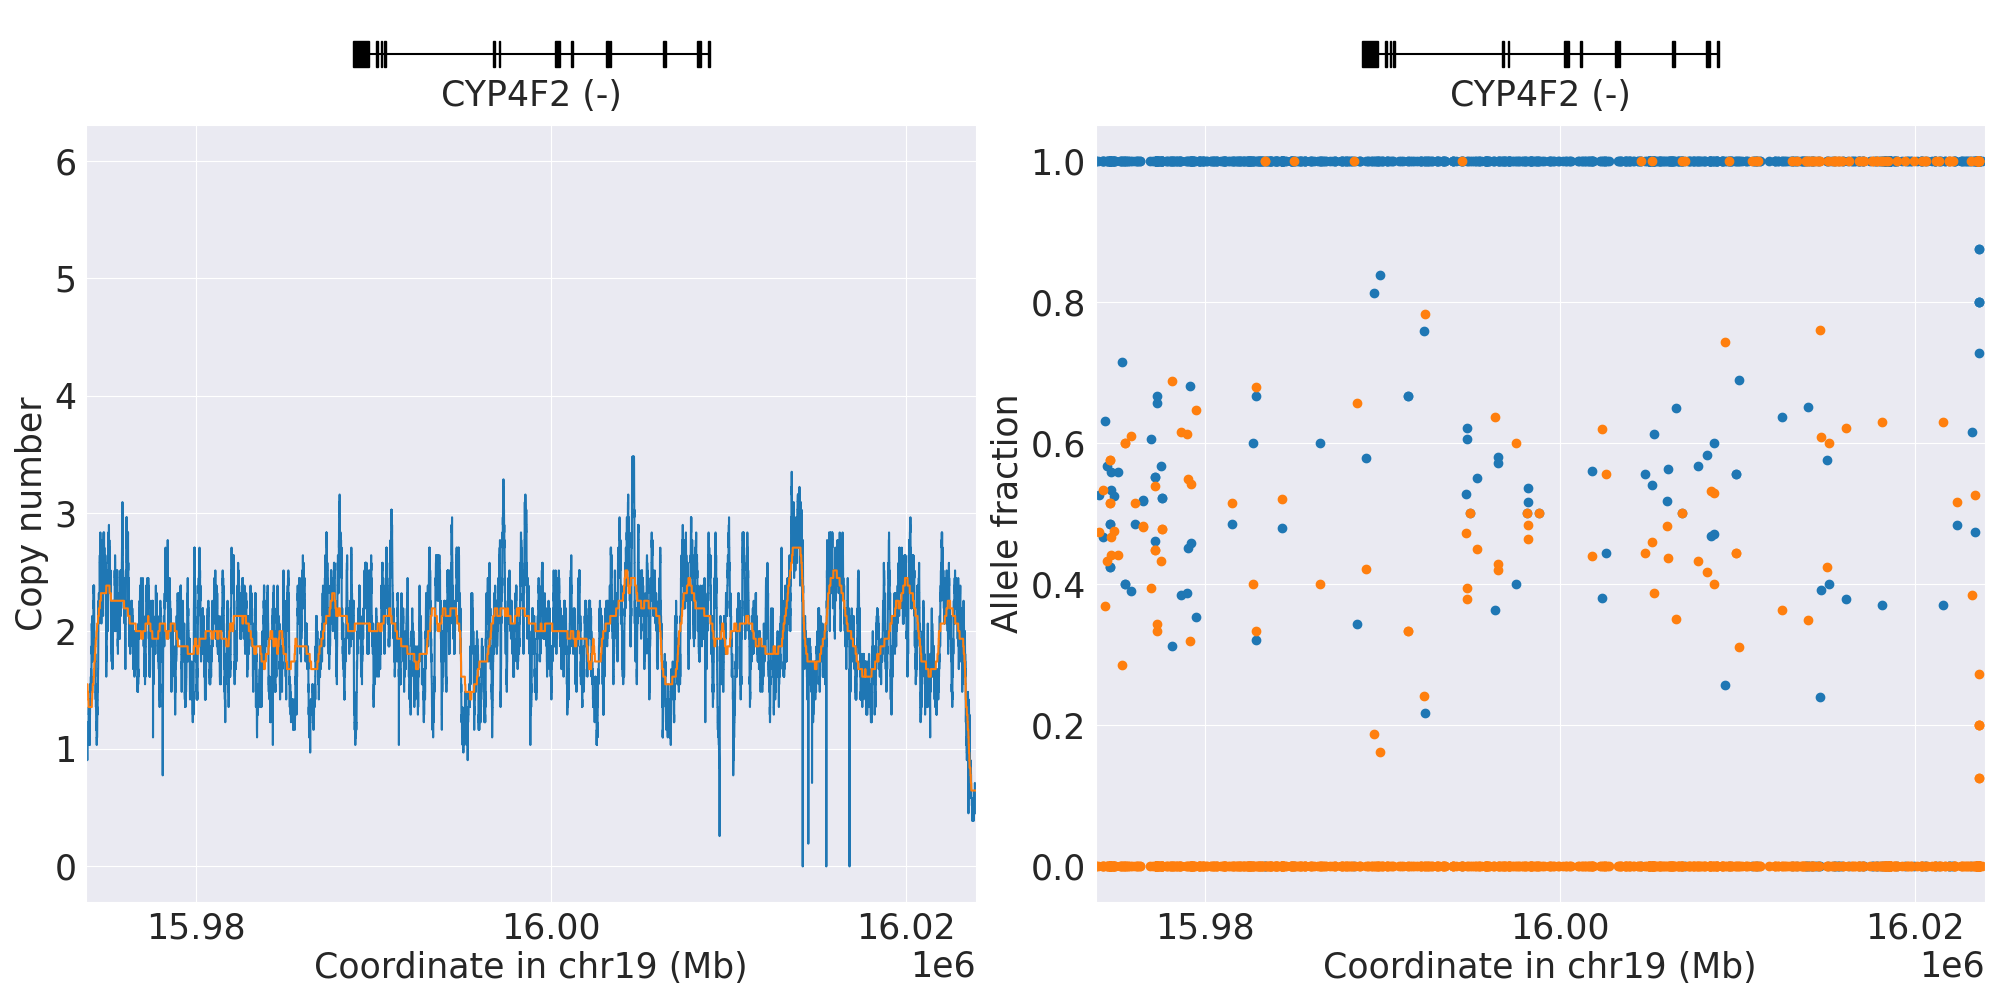 CYP4F2 (-)
6
5
4
3
2
1
0
Copy number
15.98
16.00
16.02
Coordinate in chr19 (Mb)
1e6
CYP4F2 (-)
1.0
0.8
0.6
0.4
0.2
0.0
Allele fraction
15.98
16.00
16.02
Coordinate in chr19 (Mb)
1e6